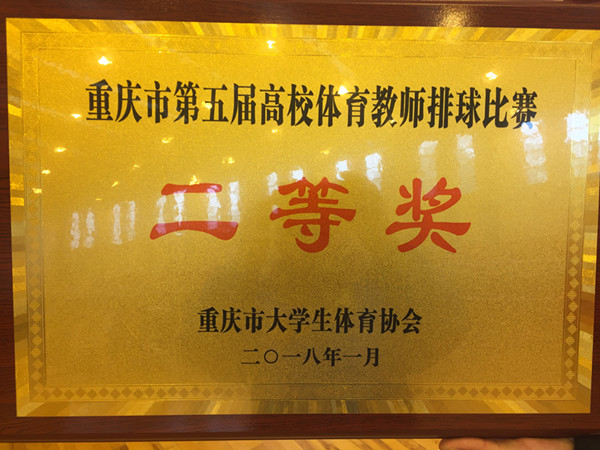 重庆市第五届高校体育教师排球比赛
二等奖
重庆市大学生体育协会
二〇一八年一月